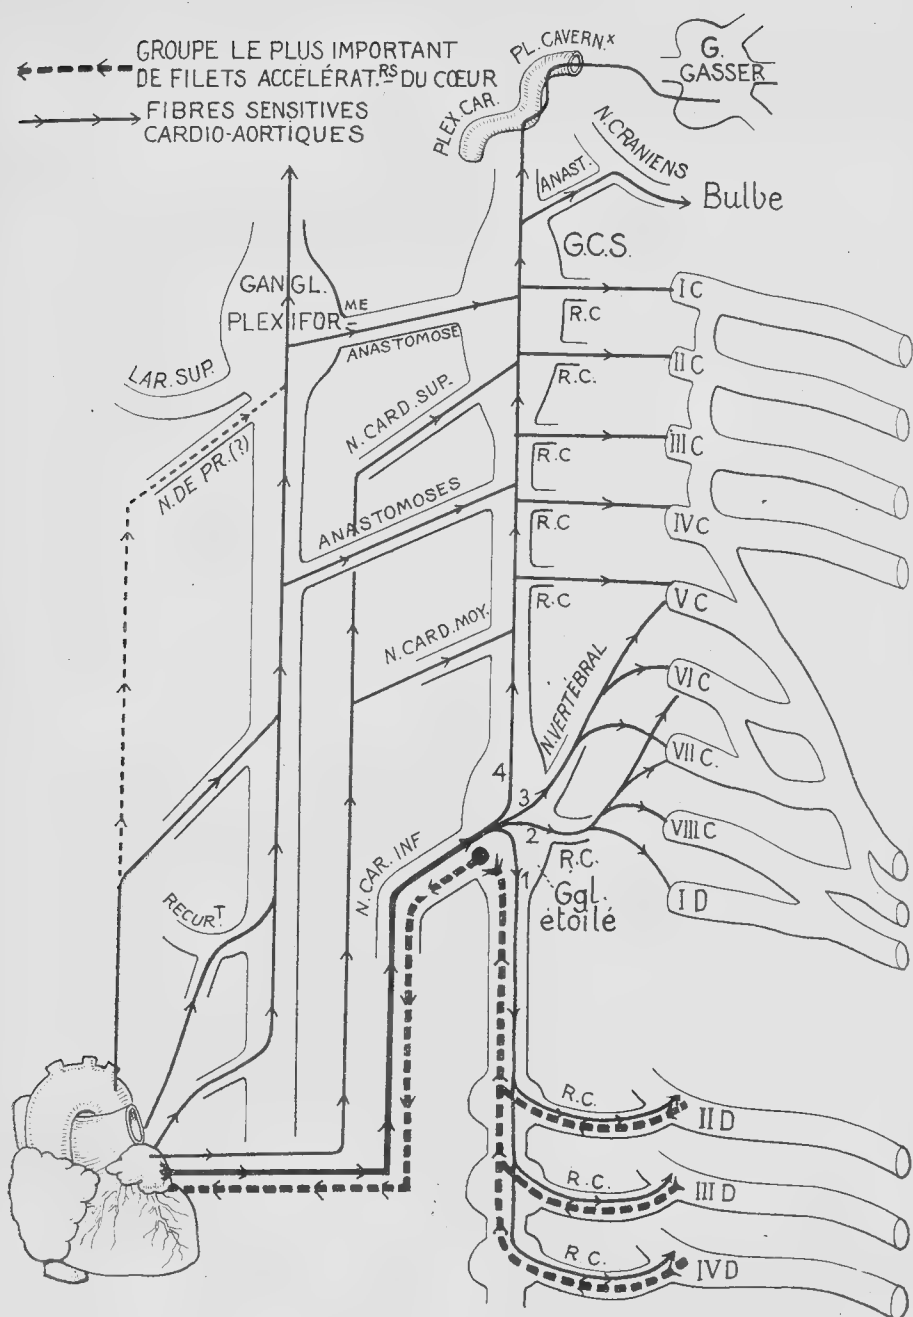 GROUPE LE PLUS IMPORTANT
DE FILETS ACCÉLÉRAT.RS DU CŒUR
FIBRES SENSITIVES
CARDIO-AORTIQUES
PL. CAVERN.x
G.
GASSER
PLEX. CAR.
N. CRANIENS
ANAST.
Bulbe
G.C.S.
GANGL.
PLEXIFOR=ME
I C
R.C
ANASTOMOSE
LAR. SUP.
II C
R.C.
N. CARD. SUP.
N. DE PR. (?)
III C
R.C
ANASTOMOSES
IV C
R.C
V C
R.C
N. CARD. MOY.
N. VERTÉBRAL
VI C
VII C.
4
3
VIII C
2
N. CAR. INF
R.C.
1
Ggl.
étoilé
I D
RECUR.T
R.C.
II D
R.C.
III D
R.C.
IV D